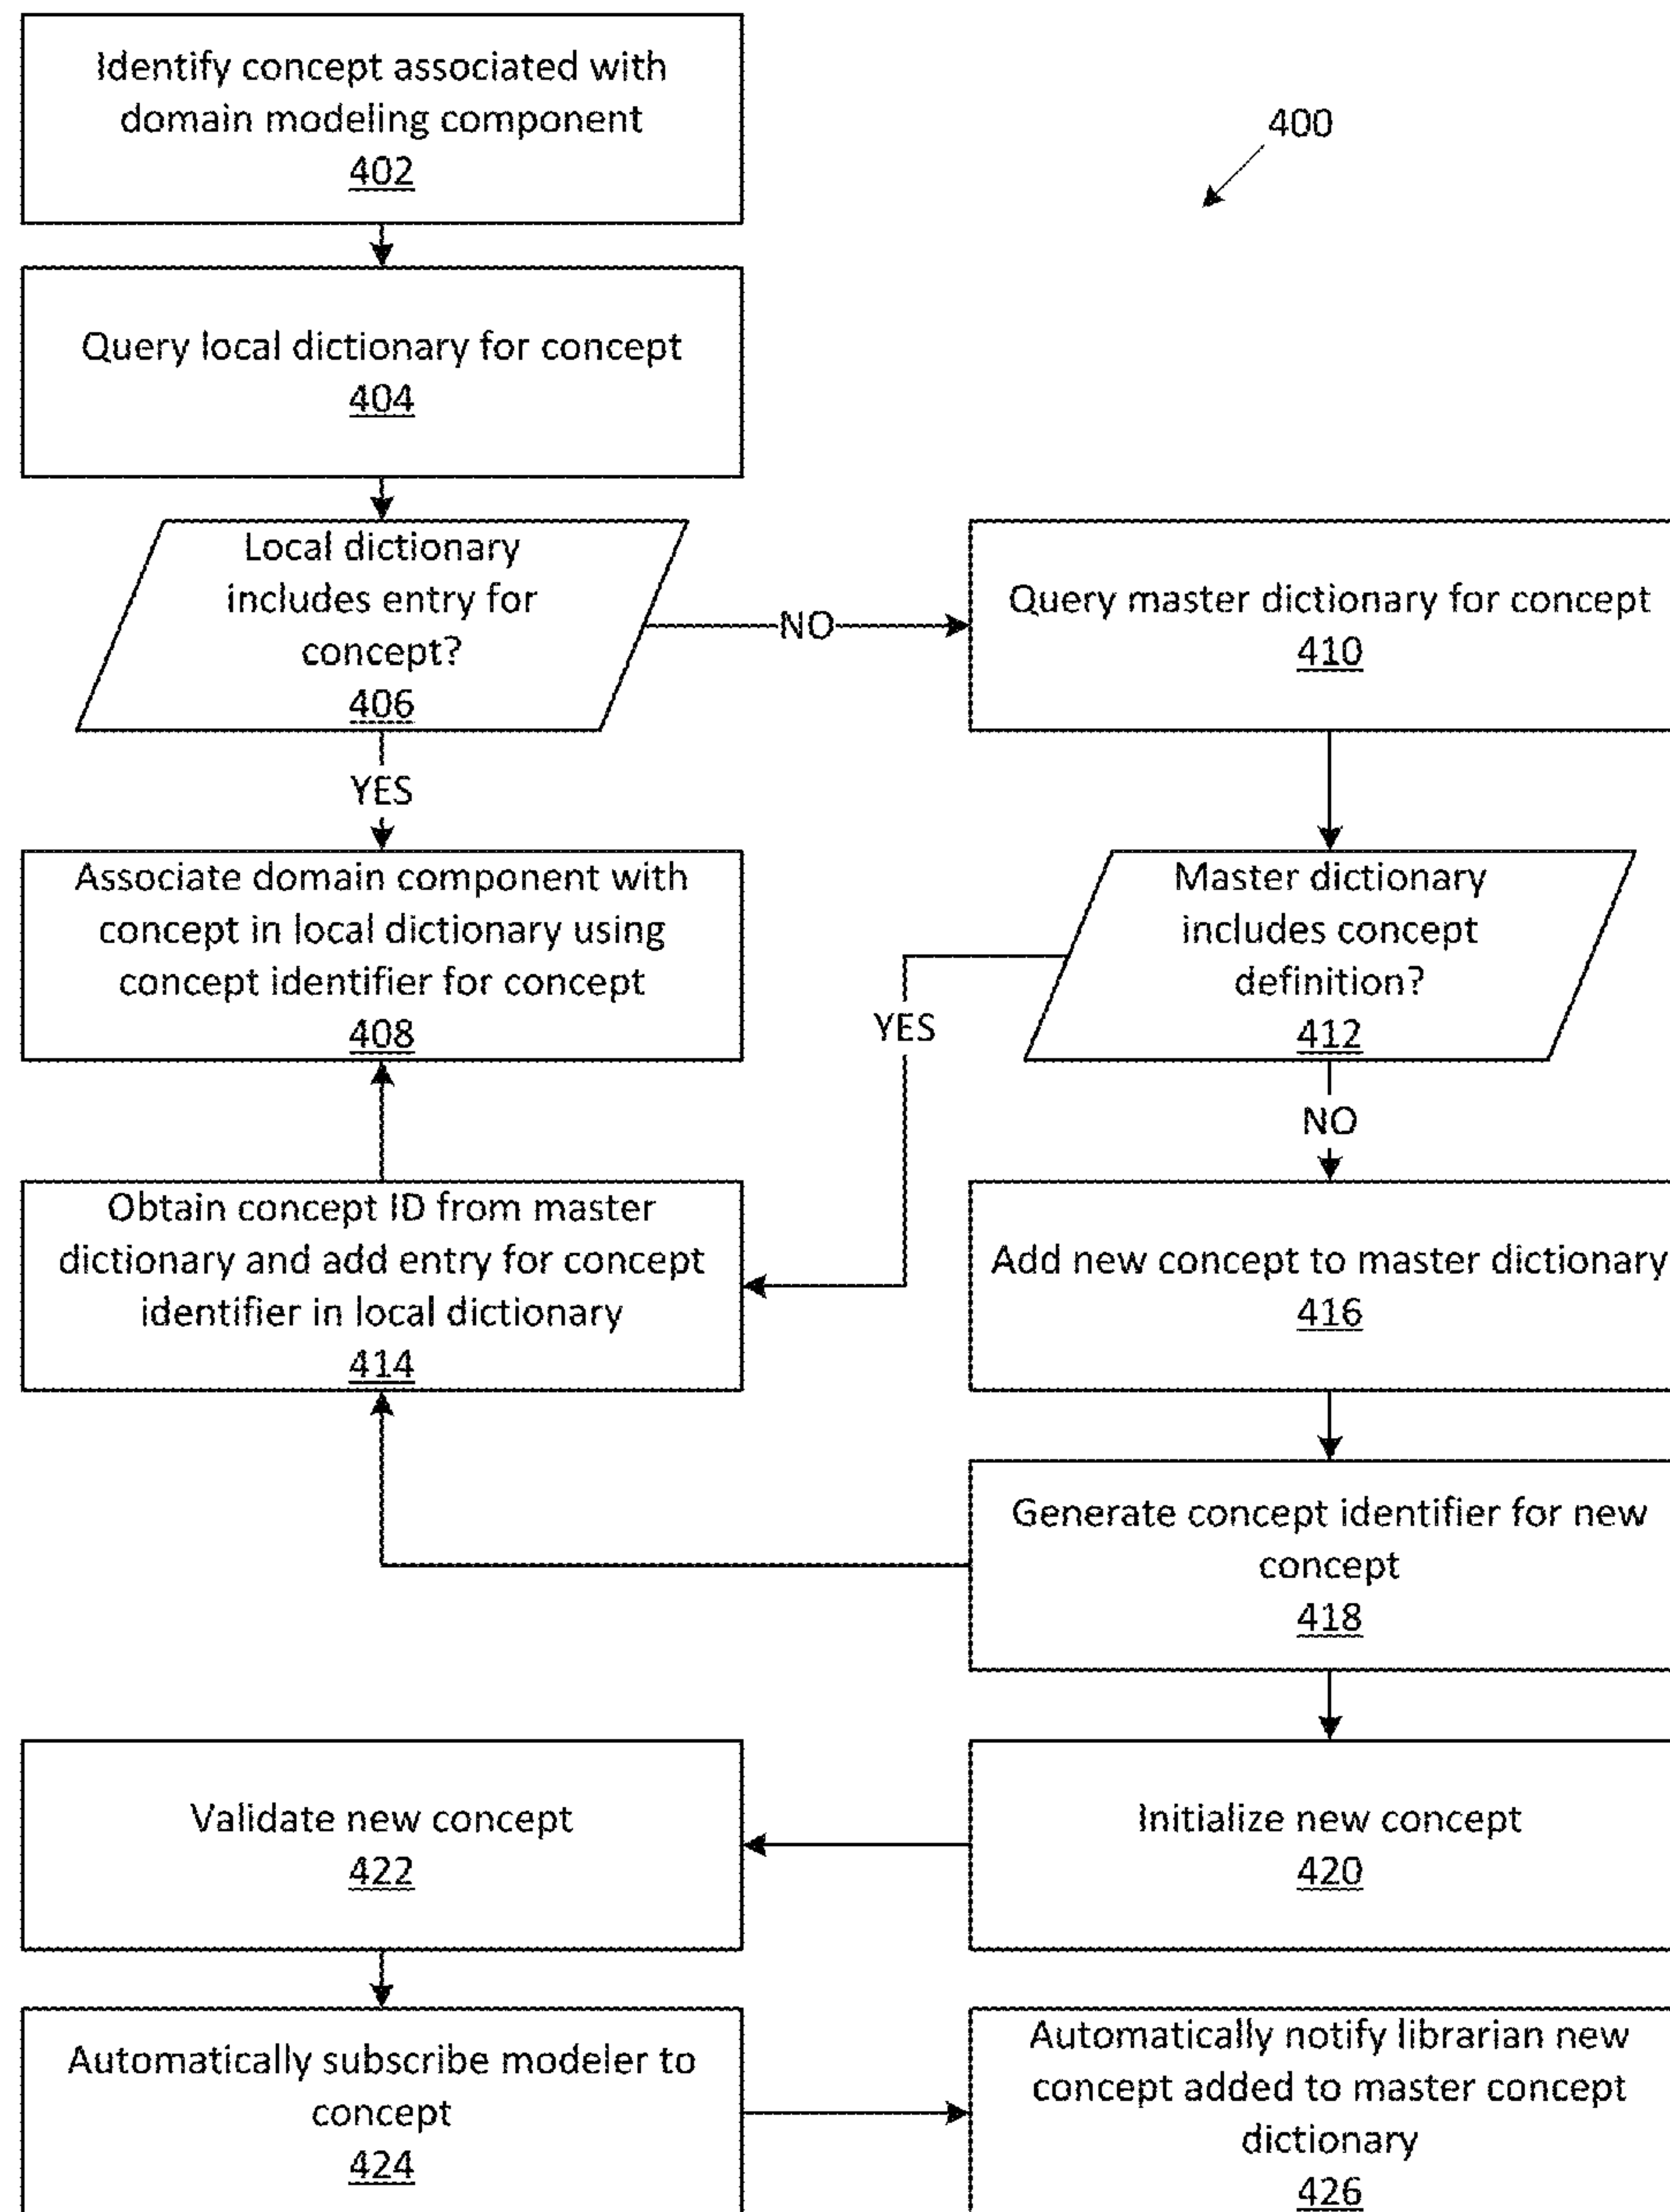 Identify concept associated with
domain modeling component
402
400
Query local dictionary for concept
404
Local dictionary
includes entry for
concept?
406
NO
Query master dictionary for concept
410
YES
Associate domain component with
concept in local dictionary using
concept identifier for concept
408
Master dictionary
includes concept
definition?
412
YES
NO
Obtain concept ID from master
dictionary and add entry for concept
identifier in local dictionary
414
Add new concept to master dictionary
416
Generate concept identifier for new
concept
418
Validate new concept
422
Initialize new concept
420
Automatically subscribe modeler to
concept
424
Automatically notify librarian new
concept added to master concept
dictionary
426